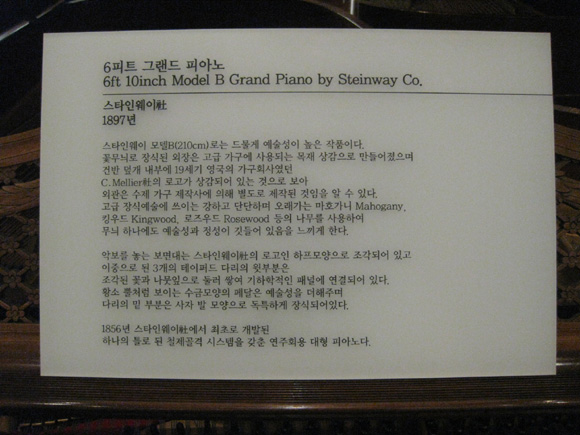 6피트 그랜드 피아노
6ft 10inch Model B Grand Piano by Steinway Co.
스타인웨이社
1897년
스타인웨이 모델B(210cm)로는 드물게 예술성이 높은 작품이다.
꽃무늬로 장식된 외장은 고급 가구에 사용되는 목재 상감으로 만들어졌으며
건반 덮개 내부에 19세기 영국의 가구회사였던
C.Mellier社의 로고가 상감되어 있는 것으로 보아
외관은 수제 가구 제작사에 의해 별도로 제작된 것임을 알 수 있다.
고급 장식예술에 쓰이는 강하고 단단하며 오래가는 마호가니 Mahogany,
킹우드 Kingwood, 로즈우드 Rosewood 등의 나무를 사용하여
무늬 하나에도 예술성과 정성이 깃들어 있음을 느끼게 한다.
악보를 놓는 보면대는 스타인웨이社의 로고인 하프모양으로 조각되어 있고
이중으로 된 3개의 테이퍼드 다리의 윗부분은
조각된 꽃과 나뭇잎으로 둘러 쌓여 기하학적인 패널에 연결되어 있다.
황소 뿔처럼 보이는 수금모양의 페달은 예술성을 더해주며
다리의 밑 부분은 사자 발 모양으로 독특하게 장식되어있다.
1856년 스타인웨이社에서 최초로 개발된
하나의 틀로 된 철제골격 시스템을 갖춘 연주회용 대형 피아노다.